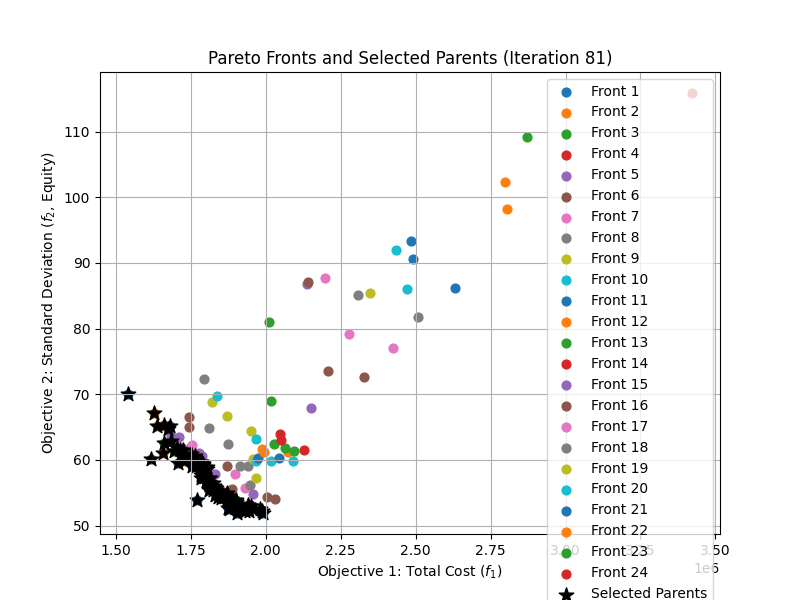 Pareto Fronts and Selected Parents (Iteration 81)
Objective 2: Standard Deviation (f₂, Equity)
110
100
90
80
70
60
50
1.50 1.75 2.00 2.25 2.50 2.75 3.00 3.25 3.50
1e6
Objective 1: Total Cost (f₁)
Front 1
Front 2
Front 3
Front 4
Front 5
Front 6
Front 7
Front 8
Front 9
Front 10
Front 11
Front 12
Front 13
Front 14
Front 15
Front 16
Front 17
Front 18
Front 19
Front 20
Front 21
Front 22
Front 23
Front 24
Selected Parents